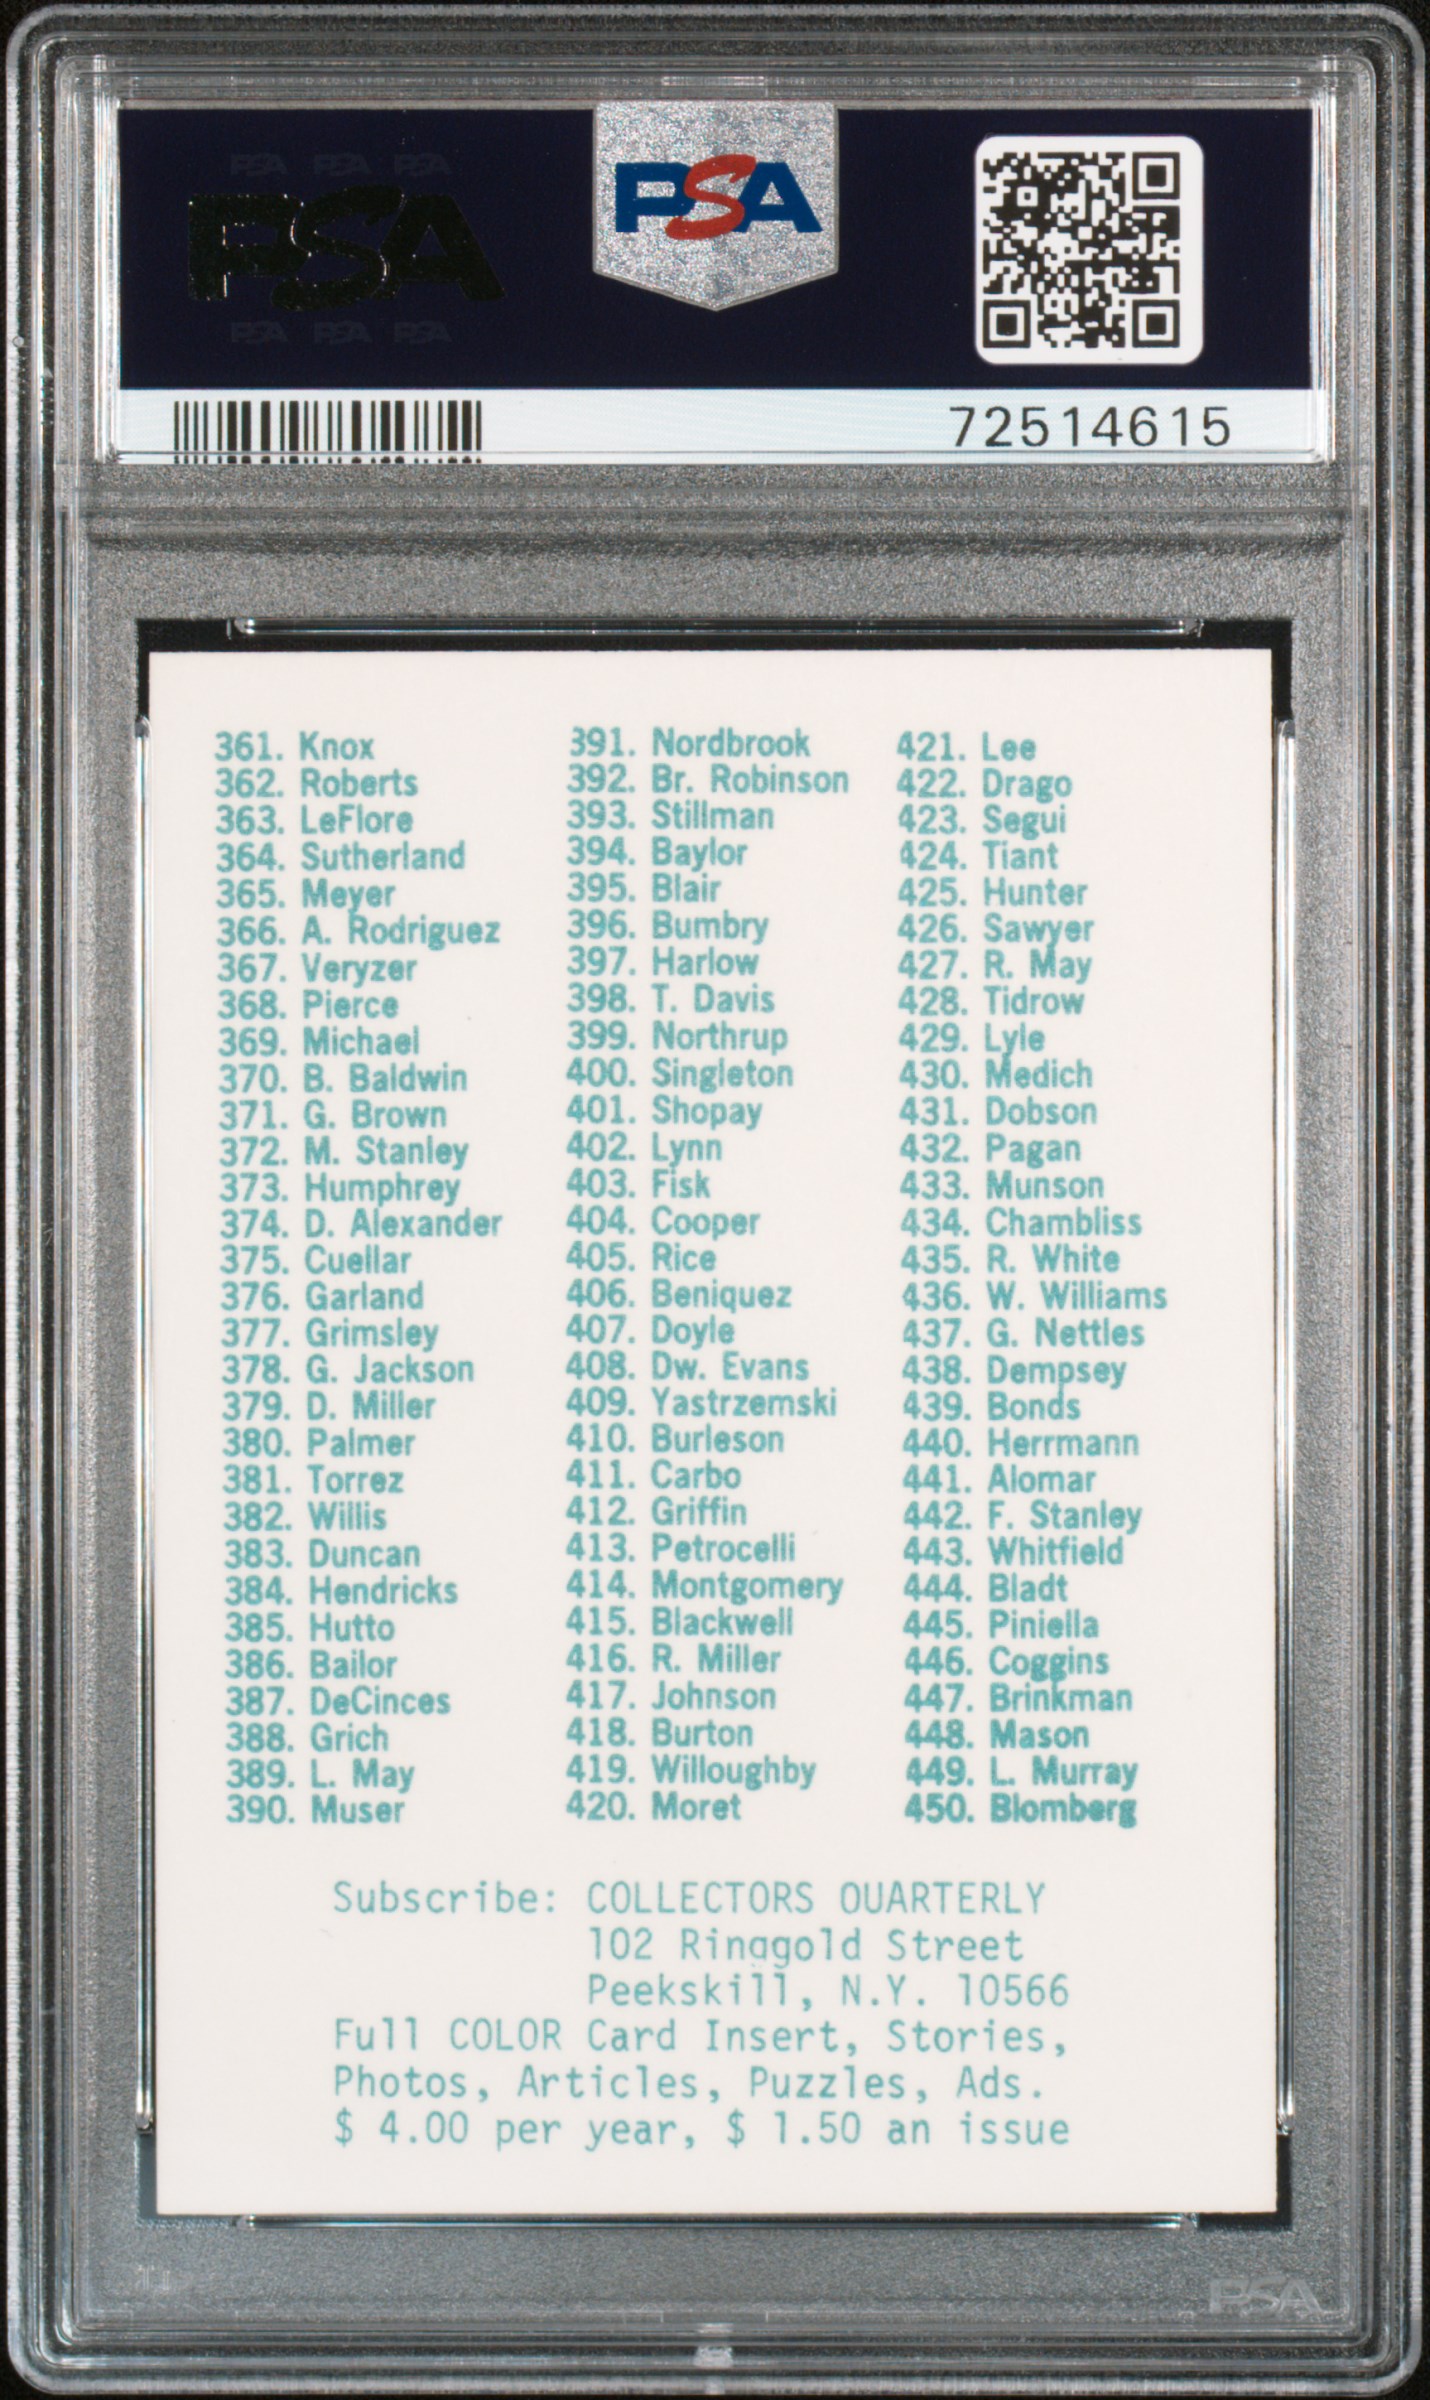 PSA PSA PSA
PSA
PSA PSA PSA
PSA
72514615
361. Knox
362. Roberts
363. LeFlore
364. Sutherland
365. Meyer
366. A. Rodriguez
367. Veryzer
368. Pierce
369. Michael
370. B. Baldwin
371. G. Brown
372. M. Stanley
373. Humphrey
374. D. Alexander
375. Cuellar
376. Garland
377. Grimsley
378. G. Jackson
379. D. Miller
380. Palmer
381. Torrez
382. Willis
383. Duncan
384. Hendricks
385. Hutto
386. Bailor
387. DeCinces
388. Grich
389. L. May
390. Muser
391. Nordbrook
392. Br. Robinson
393. Stillman
394. Baylor
395. Blair
396. Bumbry
397. Harlow
398. T. Davis
399. Northrup
400. Singleton
401. Shopay
402. Lynn
403. Fisk
404. Cooper
405. Rice
406. Beniquez
407. Doyle
408. Dw. Evans
409. Yastrzemski
410. Burleson
411. Carbo
412. Griffin
413. Petrocelli
414. Montgomery
415. Blackwell
416. R. Miller
417. Johnson
418. Burton
419. Willoughby
420. Moret
421. Lee
422. Drago
423. Segui
424. Tiant
425. Hunter
426. Sawyer
427. R. May
428. Tidrow
429. Lyle
430. Medich
431. Dobson
432. Pagan
433. Munson
434. Chambliss
435. R. White
436. W. Williams
437. G. Nettles
438. Dempsey
439. Bonds
440. Herrmann
441. Alomar
442. F. Stanley
443. Whitfield
444. Bladt
445. Piniella
446. Coggins
447. Brinkman
448. Mason
449. L. Murray
450. Blomberg
Subscribe: COLLECTORS QUARTERLY
102 Ringgold Street
Peekskill, N.Y. 10566
Full COLOR Card Insert, Stories,
Photos, Articles, Puzzles, Ads.
$ 4.00 per year, $ 1.50 an issue
PSA